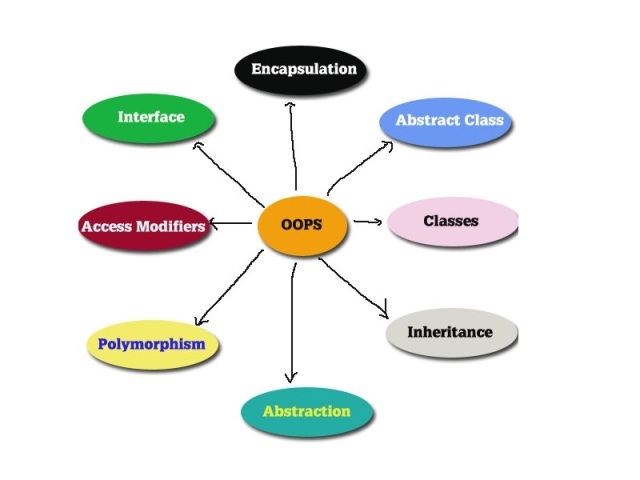 Encapsulation
Interface
Abstract Class
Access Modifiers
OOPS
Classes
Polymorphism
Inheritance
Abstraction